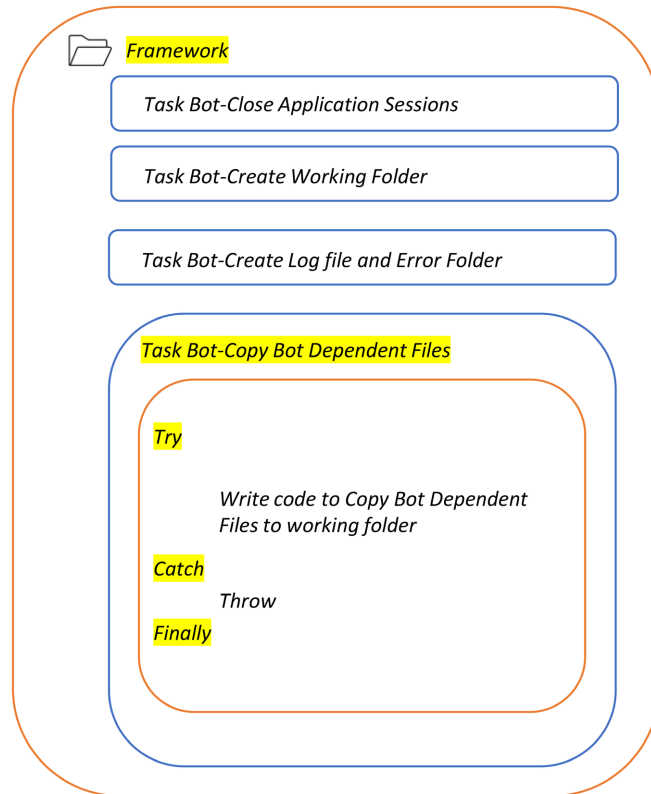 Framework
Task Bot-Close Application Sessions
Task Bot-Create Working Folder
Task Bot-Create Log file and Error Folder
Task Bot-Copy Bot Dependent Files
Try
Write code to Copy Bot Dependent
Files to working folder
Catch
Throw
Finally